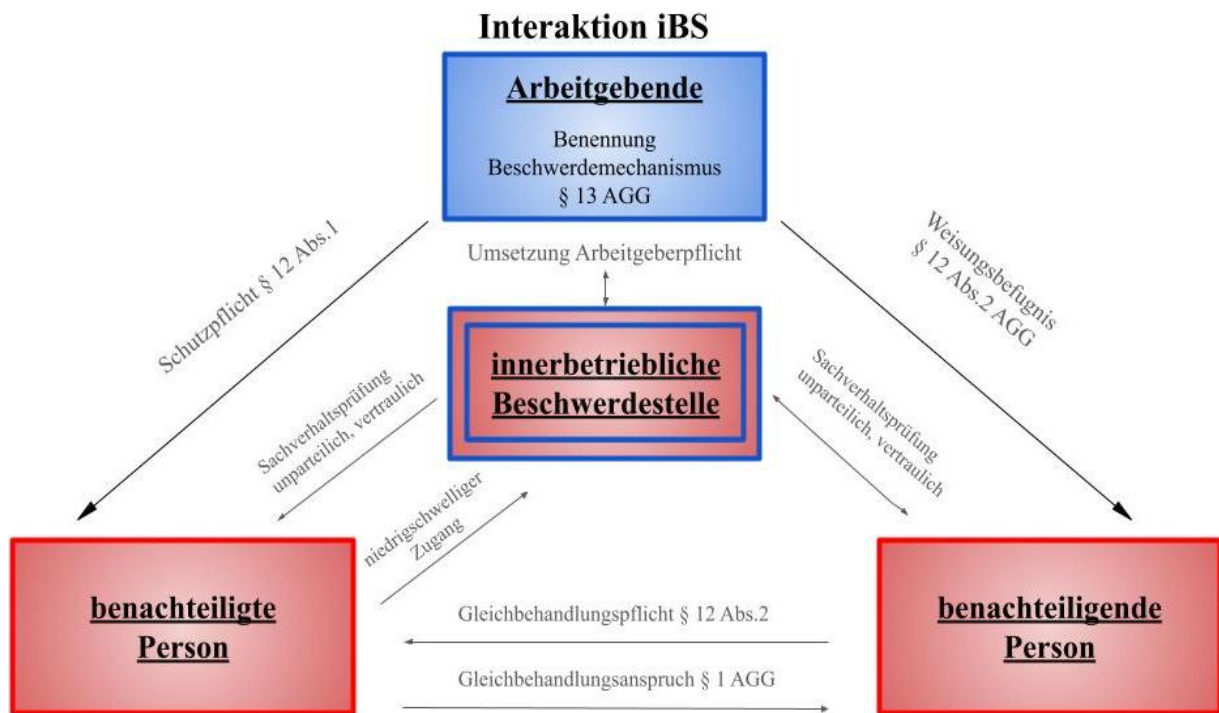 Interaktion iBS
Arbeitgebende
Benennung
Beschwerdemechanismus
§ 13 AGG
Schutzpflicht § 12 Abs.1
Umsetzung Arbeitgeberpflicht
Weisungsbefugnis
§ 12 Abs.2 AGG
innerbetriebliche
Beschwerdestelle
Sachverhaltsprüfung
unparteilich, vertraulich
Sachverhaltsprüfung
unparteilich, vertraulich
niedrigschwelliger
Zugang
benachteiligte
Person
Gleichbehandlungspflicht § 12 Abs.2
Gleichbehandlungsanspruch § 1 AGG
benachteiligende
Person